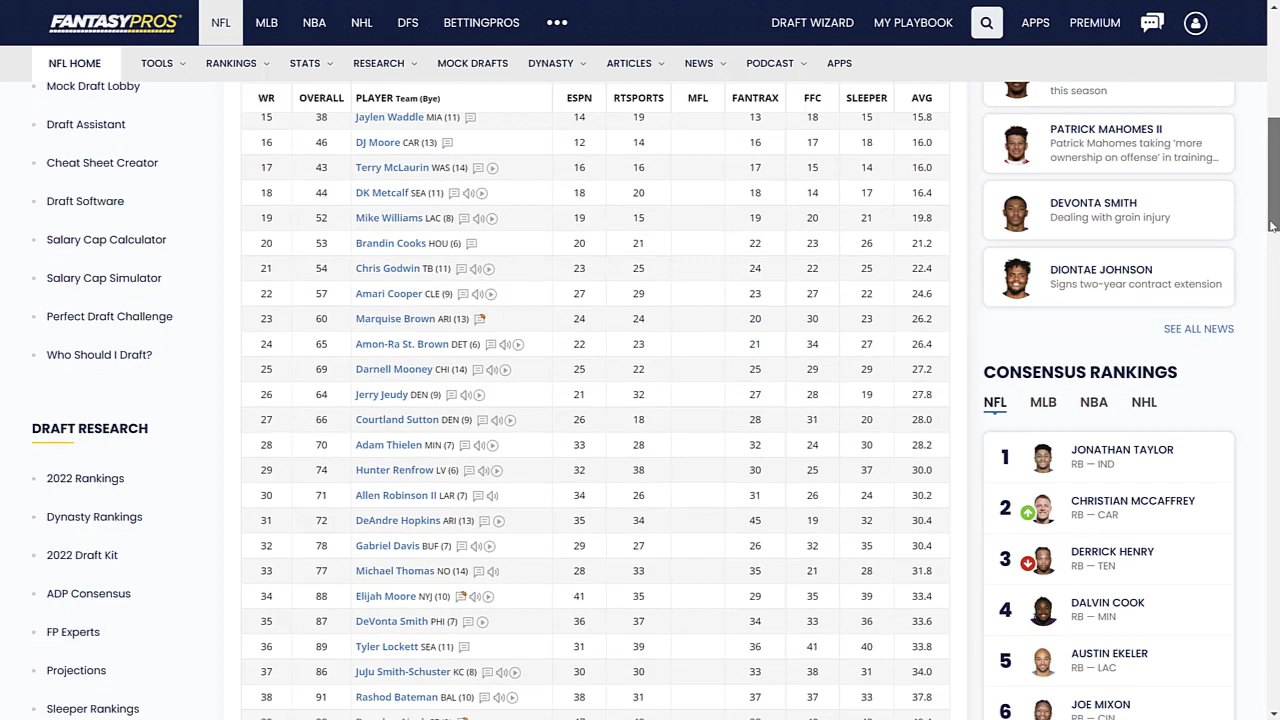 FANTASYPROS NFL MLB NBA NHL DFS BETTINGPROS ••• DRAFT WIZARD MY PLAYBOOK APPS PREMIUM
NFL HOME TOOLS RANKINGS STATS RESEARCH MOCK DRAFTS DYNASTY ARTICLES NEWS PODCAST APPS
Mock Draft Lobby
Draft Assistant
Cheat Sheet Creator
Draft Software
Salary Cap Calculator
Salary Cap Simulator
Perfect Draft Challenge
Who Should I Draft?
DRAFT RESEARCH
2022 Rankings
Dynasty Rankings
2022 Draft Kit
ADP Consensus
FP Experts
Projections
Sleeper Rankings
WR OVERALL PLAYER Team (Bye) ESPN RTSPORTS MFL FANTRAX FFC SLEEPER AVG
15 38 Jaylen Waddle MIA (11) 14 19 13 15 18 15.8
16 45 DJ Moore CAR (13) 12 14 16 17 18 16.0
17 43 Terry McLaurin WAS (14) 16 16 17 18 14 16.0
18 44 DK Metcalf SEA (11) 18 20 18 14 17 16.4
19 52 Mike Williams LAC (8) 19 15 20 21 19.8
20 53 Brandin Cooks HOU (6) 20 21 22 23 26 21.2
21 54 Chris Godwin TB (11) 23 25 24 23 25 22.4
22 57 Amari Cooper CLE (9) 27 29 23 27 22 24.6
23 60 Marquise Brown ARI (13) 24 24 27 22 23 26.2
24 65 Amon-Ra St. Brown DET (6) 22 23 21 34 27 26.4
25 69 Darnell Mooney CHI (14) 25 22 25 29 29 27.2
26 64 Jerry Jeudy DEN (9) 21 32 19 27.8
27 66 Courtland Sutton DEN (9) 26 18 20 28.0
28 70 Adam Thielen MIN (7) 33 28 24 30 28.2
29 74 Hunter Renfrow LV (6) 32 38 30 25 37 30.0
30 71 Allen Robinson II LAR (7) 34 26 31 26 24 30.2
31 72 DeAndre Hopkins ARI (13) 35 34 42 19 34 30.4
32 78 Gabriel Davis BUF (7) 29 27 26 32 32 30.4
33 77 Michael Thomas NO (14) 28 33 39 21 28 31.8
34 88 Elijah Moore NYJ (10) 41 35 35 39 33.4
35 87 DeVonta Smith PHI (7) 36 37 34 33 36 33.6
36 89 Tyler Lockett SEA (11) 31 39 36 36 40 33.8
37 86 JuJu Smith-Schuster KC (8) 30 30 38 31 34.0
38 91 Rashod Bateman BAL (10) 38 31 37 37 33 37.8
this season
PATRICK MAHOMES II
Patrick Mahomes taking 'more
ownership on offense' in training...
DEVONTA SMITH
Dealing with groin injury
DIONTAE JOHNSON
Signs two-year contract extension
SEE ALL NEWS
CONSENSUS RANKINGS
NFL MLB NBA NHL
1 JONATHAN TAYLOR
RB — IND
2 CHRISTIAN MCCAFFREY
RB — CAR
3 DERRICK HENRY
RB — TEN
4 DALVIN COOK
RB — MIN
5 AUSTIN EKELER
RB — LAC
6 JOE MIXON
RB — CIN